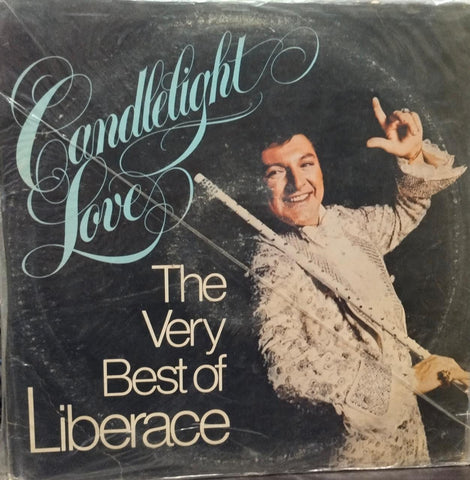 Candlelight
Love
The
Very
Best of
Liberace